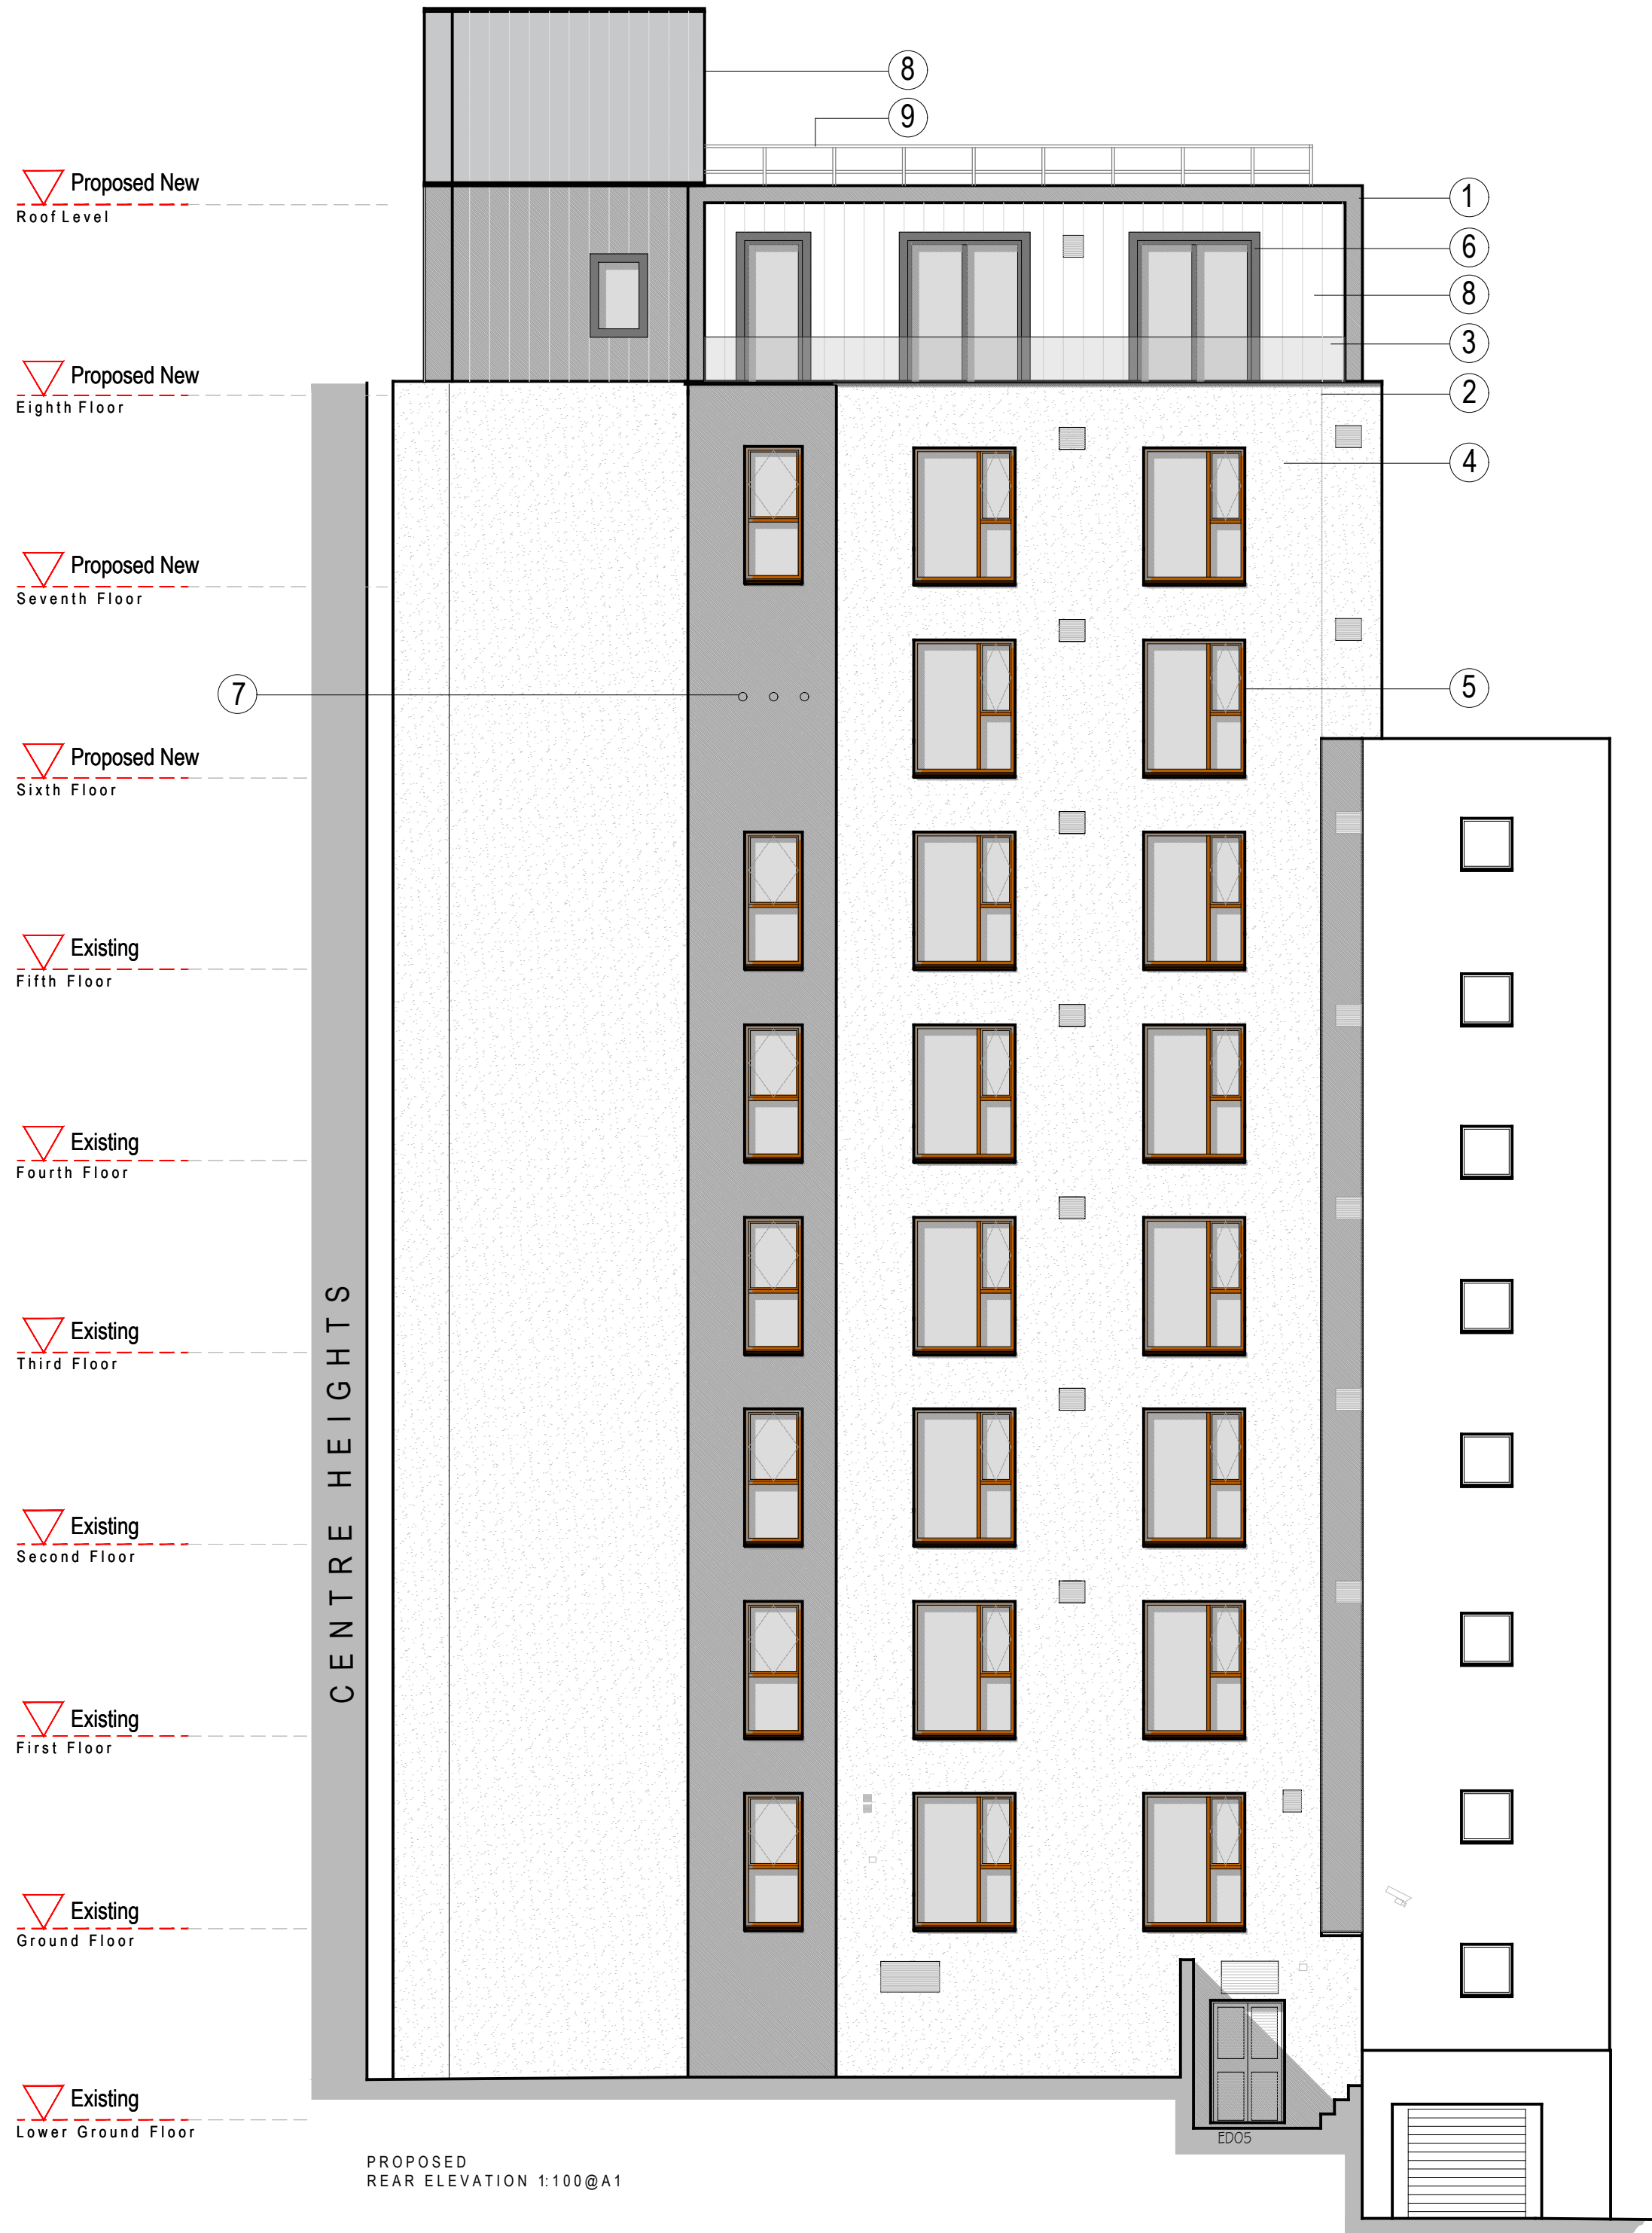 8
9
Proposed New
Roof Level
1
6
8
3
Proposed New
Eighth Floor
2
4
Proposed New
Seventh Floor
7
5
Proposed New
Sixth Floor
Existing
Fifth Floor
Existing
Fourth Floor
CENTRE HEIGHTS
Existing
Third Floor
Existing
Second Floor
Existing
First Floor
Existing
Ground Floor
Existing
Lower Ground Floor
ED05
PROPOSED
REAR ELEVATION 1:100@A1